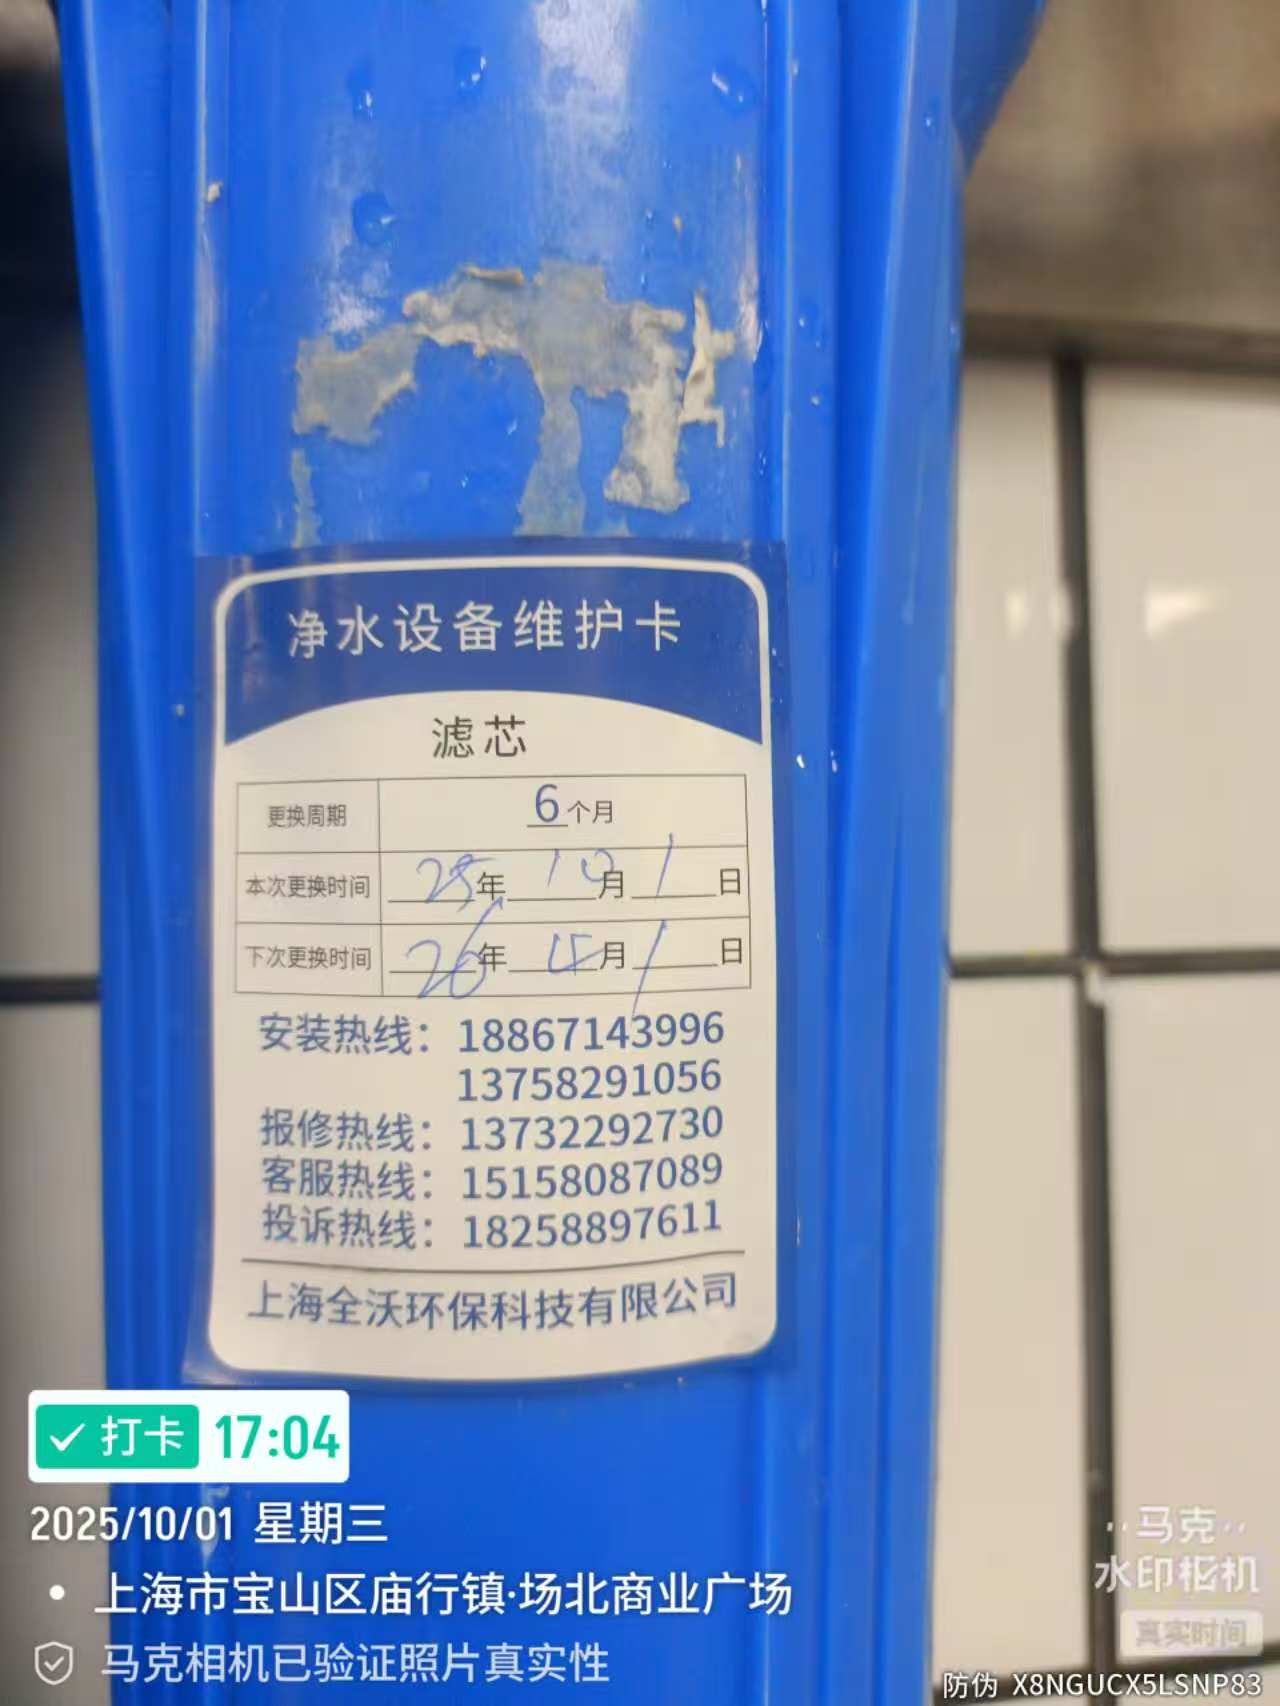 净水设备维护卡
滤芯
更换周期 6个月
本次更换时间 25年10月1日
下次更换时间 26年4月1日
安装热线：18867143996
13758291056
报修热线：13732292730
客服热线：15158087089
投诉热线：18258897611
上海全沃环保科技有限公司
打卡 17:04
2025/10/01 星期三
上海市宝山区庙行镇·场北商业广场
马克相机已验证照片真实性
马克
水印相机
真实时间
防伪 X8NGUCX5LSNP83